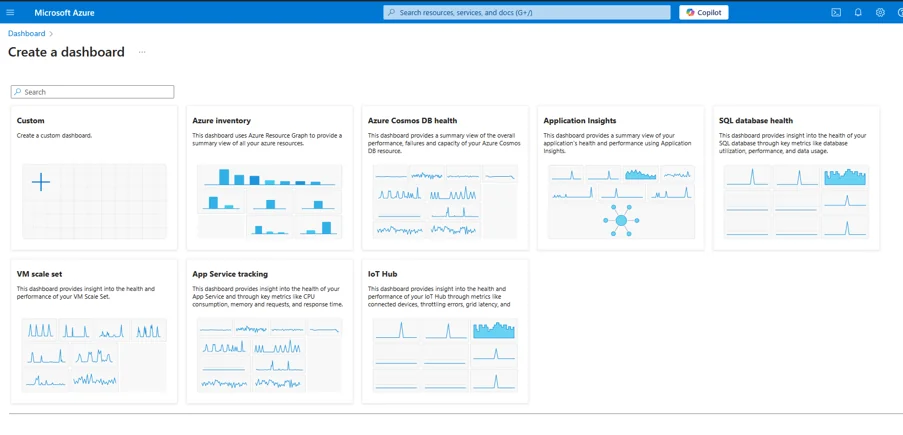 Microsoft Azure
Search resources, services, and docs (G+/)
Copilot
Dashboard >
Create a dashboard ...
Search
Custom
Create a custom dashboard.
Azure inventory
This dashboard uses Azure Resource Graph to provide a
summary view of all your azure resources.
Azure Cosmos DB health
This dashboard provides a summary view of the overall
performance, failures and capacity of your Azure Cosmos
DB resource.
Application Insights
This dashboard provides a summary view of your
application's health and performance using Application
Insights.
SQL database health
This dashboard provides insight into the health of your
SQL database through key metrics like database
utilization, performance, and data usage.
VM scale set
This dashboard provides insight into the health and
performance of your VM Scale Set.
App Service tracking
This dashboard provides insight into the health of your
App Service and through key metrics like CPU
consumption, memory and requests, and response time.
IoT Hub
This dashboard provides insight into the health and
performance of your IoT Hub through metrics like
connected devices, throttling errors, grid latency, and